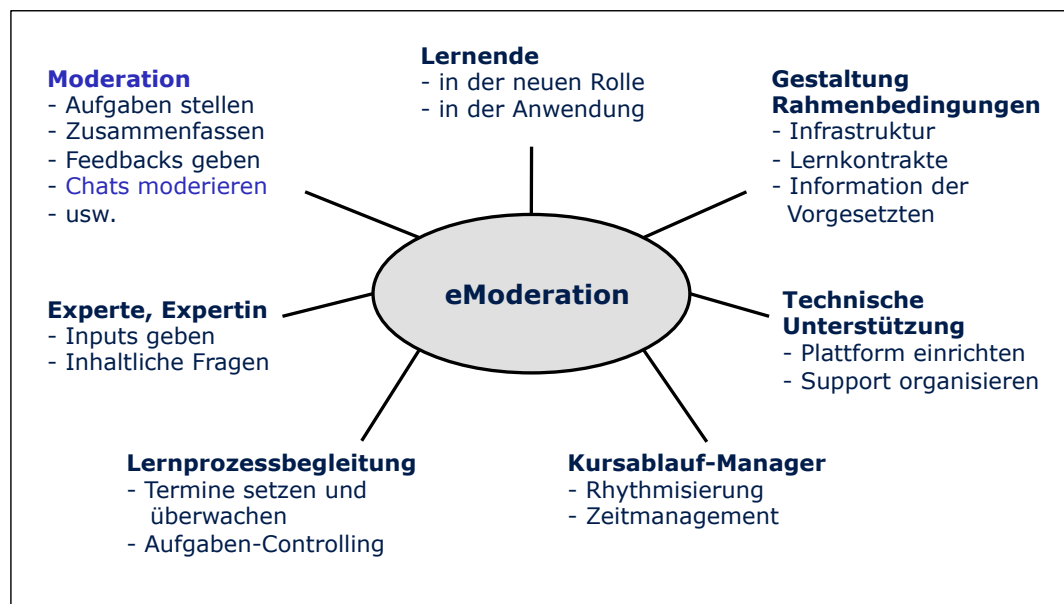 Lernende
- in der neuen Rolle
- in der Anwendung
Moderation
- Aufgaben stellen
- Zusammenfassen
- Feedbacks geben
- Chats moderieren
- usw.
Gestaltung
Rahmenbedingungen
- Infrastruktur
- Lernkontrakte
- Information der
Vorgesetzten
eModeration
Experte, Expertin
- Inputs geben
- Inhaltliche Fragen
Technische
Unterstützung
- Plattform einrichten
- Support organisieren
Lernprozessbegleitung
- Termine setzen und
überwachen
- Aufgaben-Controlling
Kursablauf-Manager
- Rhythmisierung
- Zeitmanagement